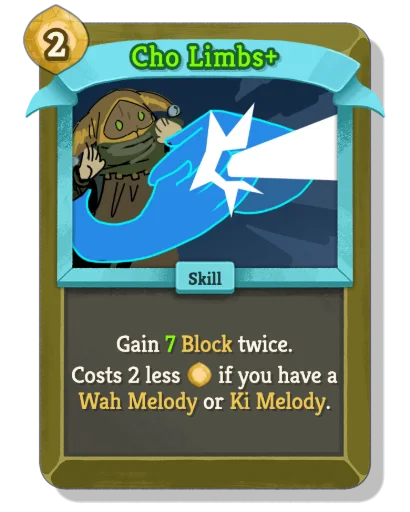 2
Cho Limbs+
Skill
Gain 7 Block twice.
Costs 2 less if you have a
Wah Melody or Ki Melody.